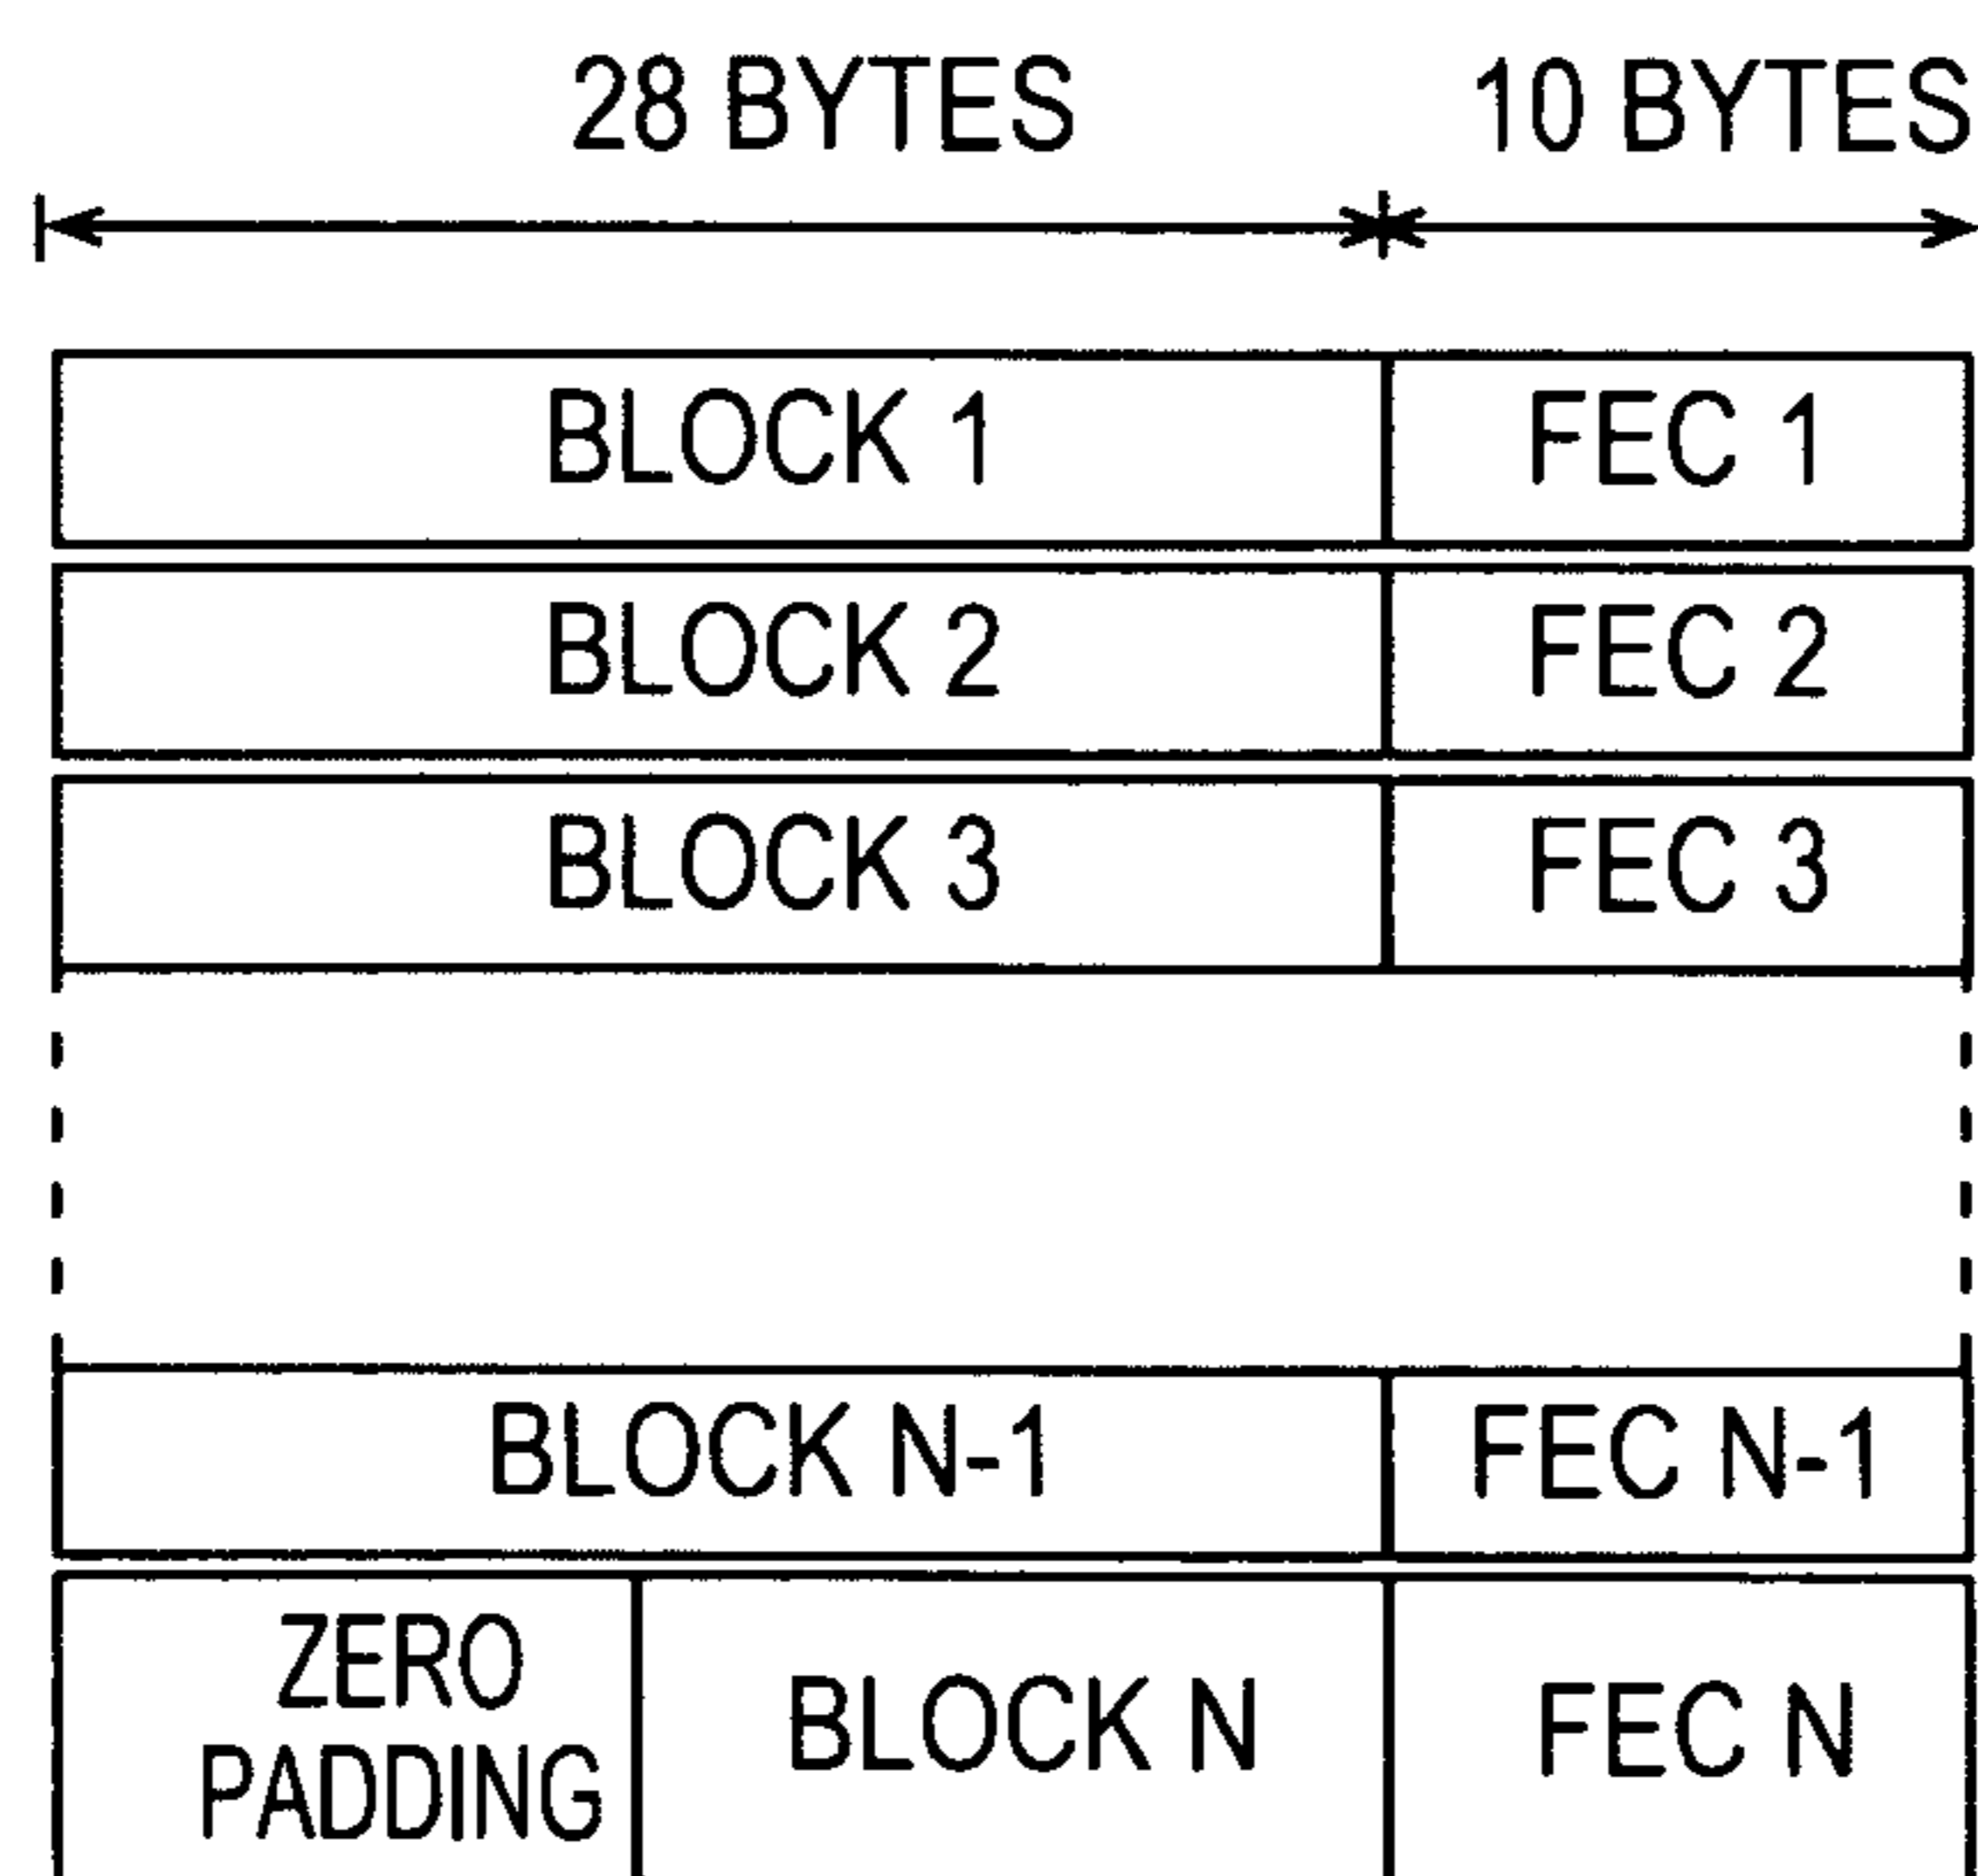 28 BYTES 10 BYTES
BLOCK 1 FEC 1
BLOCK 2 FEC 2
BLOCK 3 FEC 3
BLOCK N-1 FEC N-1
ZERO
PADDING
BLOCK N FEC N